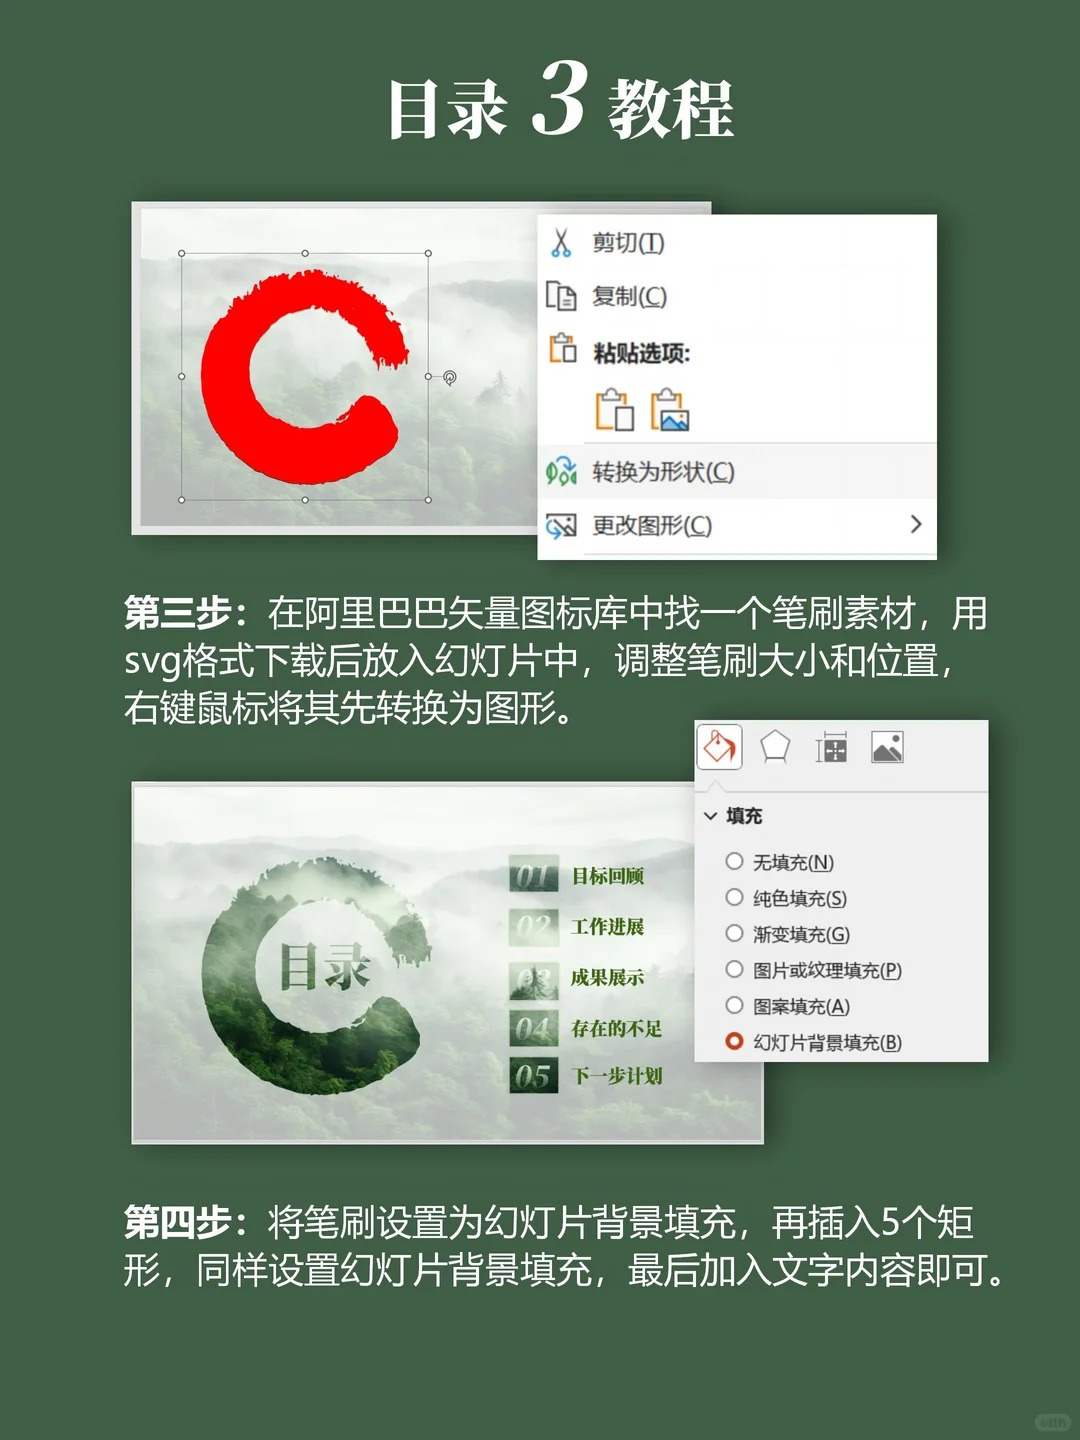 目录 3 教程
剪切(T)
复制(C)
粘贴选项:
转换为形状(C)
更改图形(C)
第三步：在阿里巴巴矢量图标库中找一个笔刷素材，用
svg格式下载后放入幻灯片中，调整笔刷大小和位置，
右键鼠标将其先转换为图形。
填充
无填充(N)
纯色填充(S)
渐变填充(G)
图片或纹理填充(P)
图案填充(A)
幻灯片背景填充(B)
目录
01 目标回顾
02 工作进展
03 成果展示
04 存在的不足
05 下一步计划
第四步：将笔刷设置为幻灯片背景填充，再插入5个矩
形，同样设置幻灯片背景填充，最后加入文字内容即可。
小红书